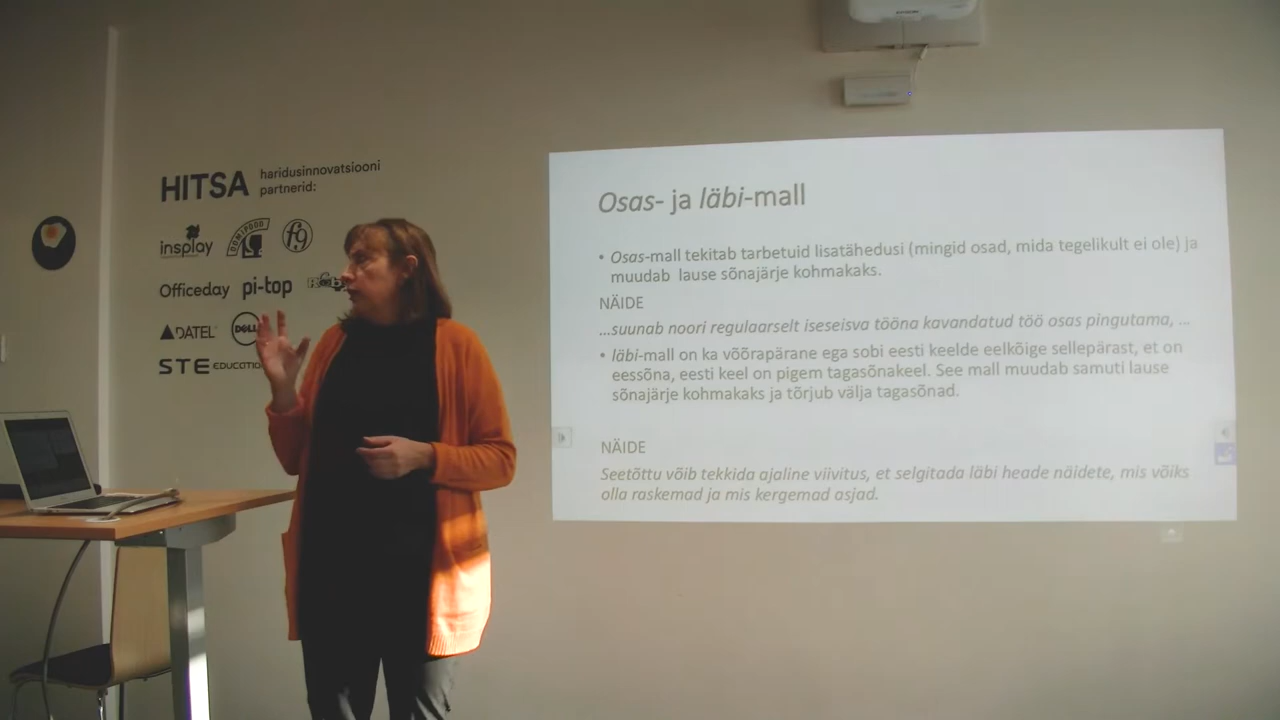 HITSA haridusinnovatsiooni
partnerid:
insplay DONIPOOD f9
Officeday pi-top
DATEL DELL
STE EDUCATIO
Osas- ja läbi-mall
• Osas-mall tekitab tarbetuid lisatähedusi (mingid osad, mida tegelikult ei ole) ja
muudab lause sõnajärje kohmakaks.
NÄIDE
...suunab noori regulaarselt iseseisva tööna kavandatud töö osas pingutama, ...
• läbi-mall on ka võõrapärane ega sobi eesti keelde eelkõige sellepärast, et on
eessõna, eesti keel on pigem tagasõnakeel. See mall muudab samuti lause
sõnajärje kohmakaks ja tõrjub välja tagasõnad.
NÄIDE
Seetõttu võib tekkida ajaline viivitus, et selgitada läbi heade näidete, mis võiks
olla raskemad ja mis kergemad asjad.